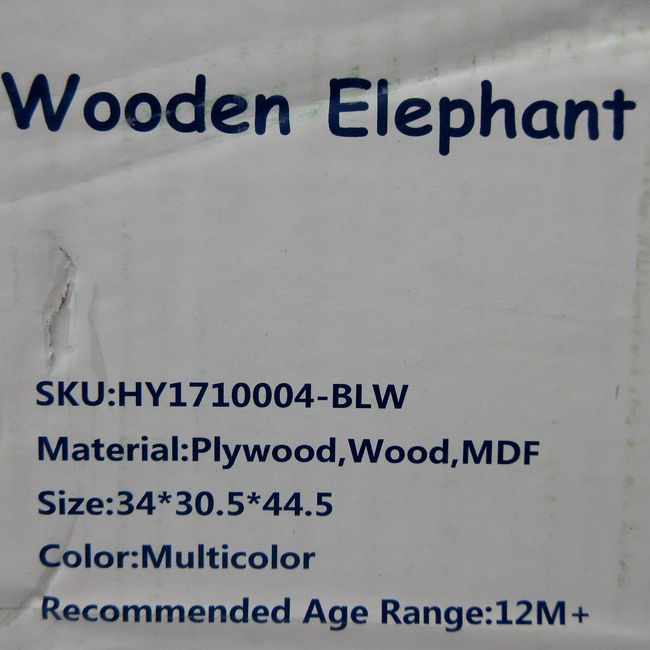 Wooden Elephant
SKU:HY1710004-BLW
Material:Plywood,Wood,MDF
Size:34*30.5*44.5
Color:Multicolor
Recommended Age Range:12M+